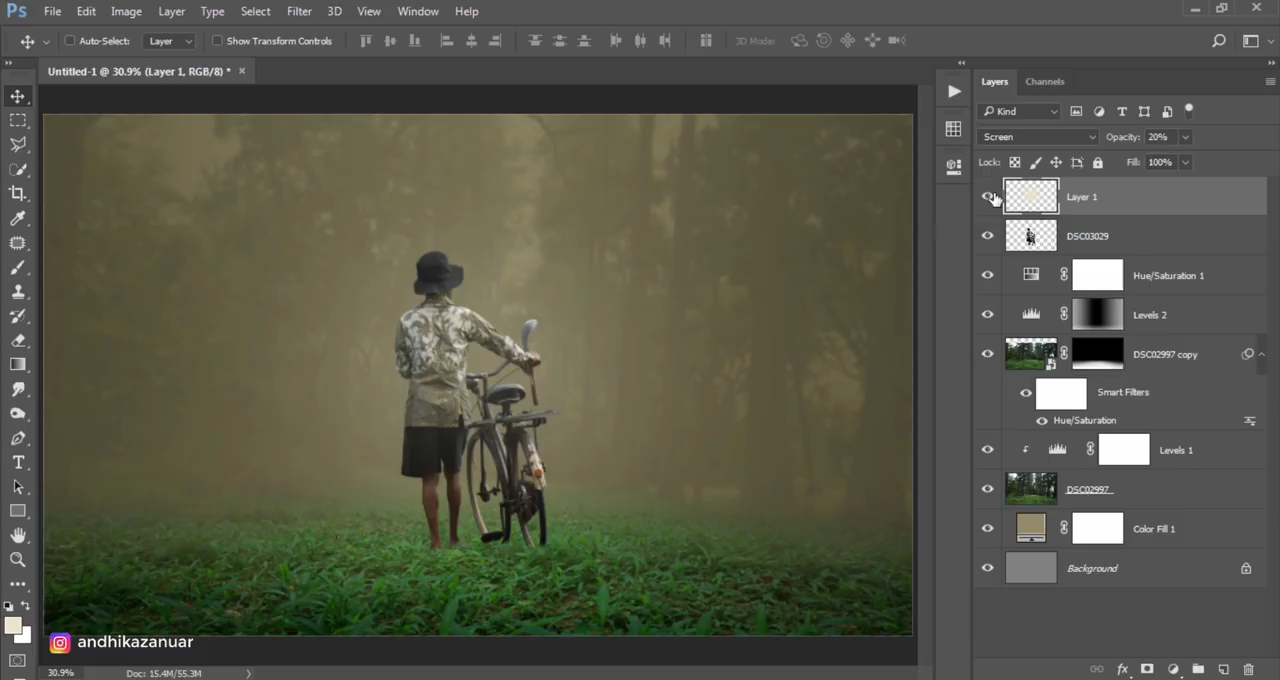 Ps File Edit Image Layer Type Select Filter 3D View Window Help
Auto-Select: Layer Show Transform Controls 3D Mode:
Untitled-1 @ 30.9% (Layer 1, RGB/8) * ×
Layers Channels
Kind
Screen Opacity: 20%
Lock: Fill: 100%
Layer 1
DSC03029
Hue/Saturation 1
Levels 2
DSC02997 copy
Smart Filters
Hue/Saturation
Levels 1
DSC02997
Color Fill 1
Background
andhikazanuar
30.9% Doc: 15.4M/55.3M
fx